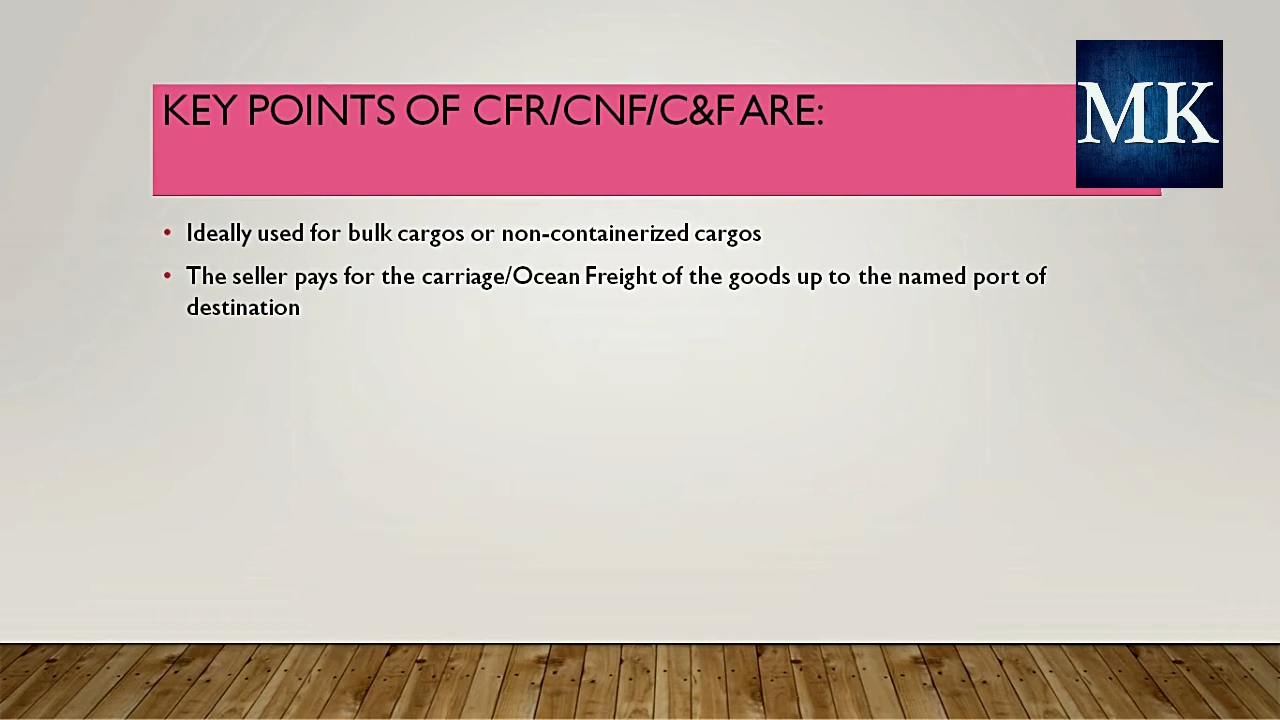 KEY POINTS OF CFR/CNF/C&F ARE:
MK
• Ideally used for bulk cargos or non-containerized cargos
• The seller pays for the carriage/Ocean Freight of the goods up to the named port of
destination